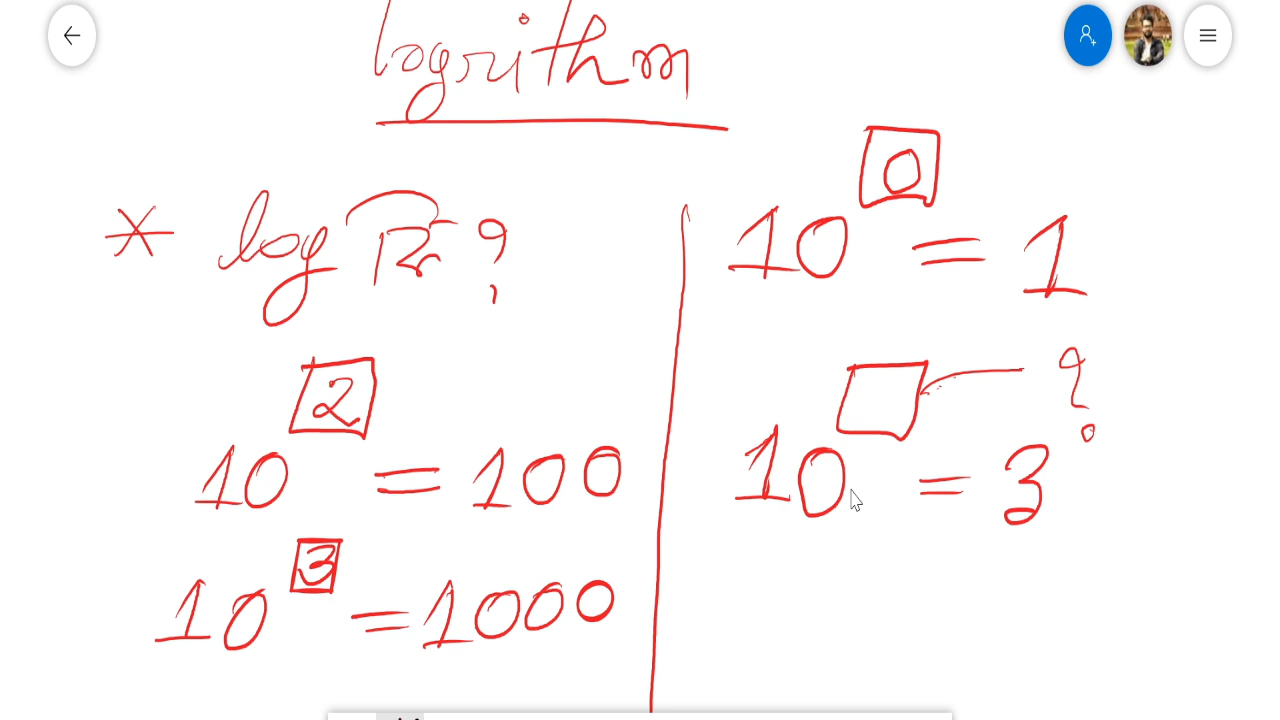 logrithm
* log কি ?
10^2 = 100
10^3 = 1000
10^0 = 1
10^□ = 3 ?